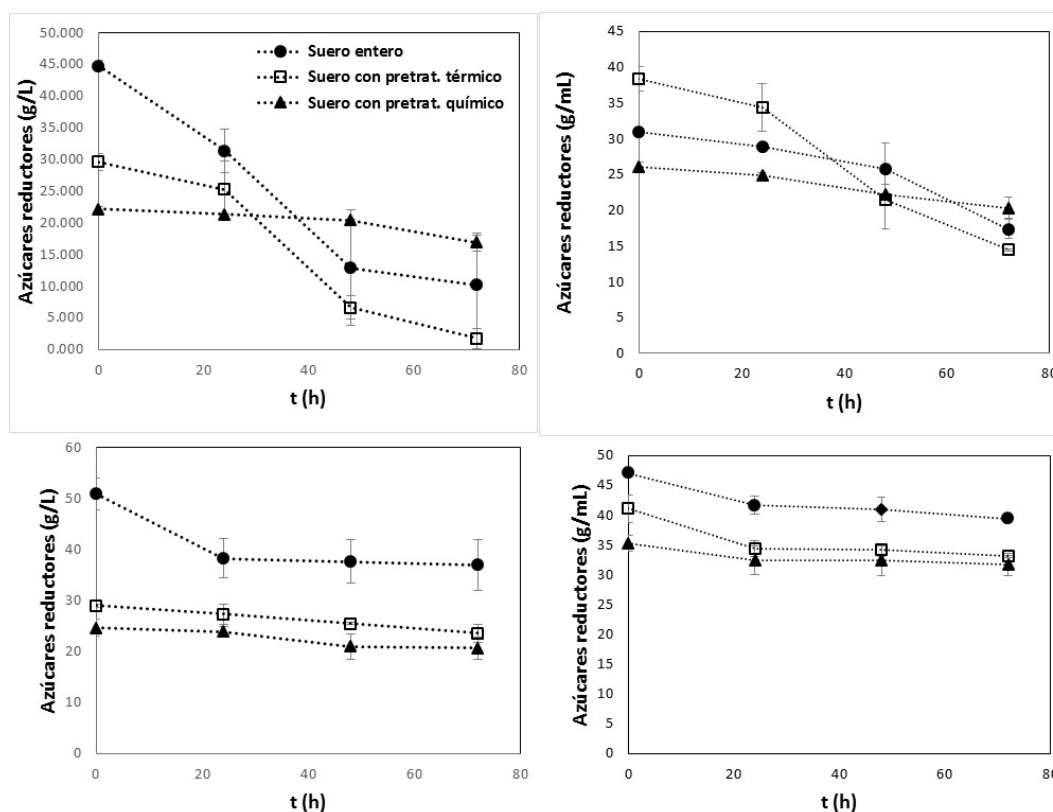 Azúcares reductores (g/L)
50.000
45.000
40.000
35.000
30.000
25.000
20.000
15.000
10.000
5.000
0.000
Suero entero
Suero con pretrat. térmico
Suero con pretrat. químico
0 20 40 60 80
t (h)
Azúcares reductores (g/mL)
45
40
35
30
25
20
15
10
5
0
0 20 40 60 80
t (h)
Azúcares reductores (g/L)
60
50
40
30
20
10
0
0 20 40 60 80
t (h)
Azúcares reductores (g/mL)
50
45
40
35
30
25
20
15
10
5
0
0 20 40 60 80
t (h)